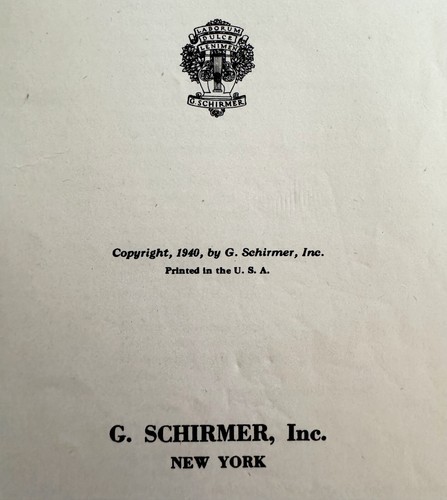 LABORUM
DULCE
LENIMEN
G SCHIRMER
Copyright, 1940, by G. Schirmer, Inc.
Printed in the U. S. A.
G. SCHIRMER, Inc.
NEW YORK